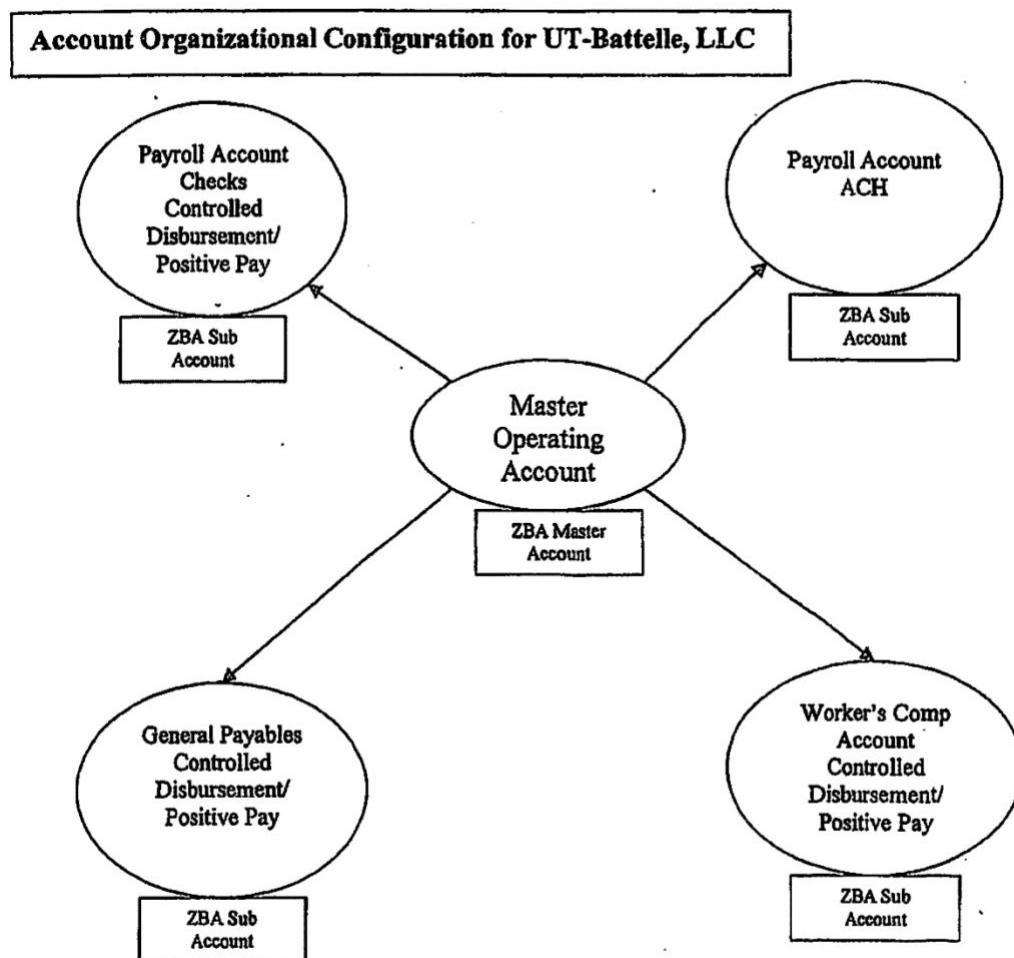 Account Organizational Configuration for UT-Battelle, LLC
Payroll Account
Checks
Controlled
Disbursement/
Positive Pay
ZBA Sub
Account
Payroll Account
ACH
ZBA Sub
Account
Master
Operating
Account
ZBA Master
Account
General Payables
Controlled
Disbursement/
Positive Pay
ZBA Sub
Account
Worker's Comp
Account
Controlled
Disbursement/
Positive Pay
ZBA Sub
Account